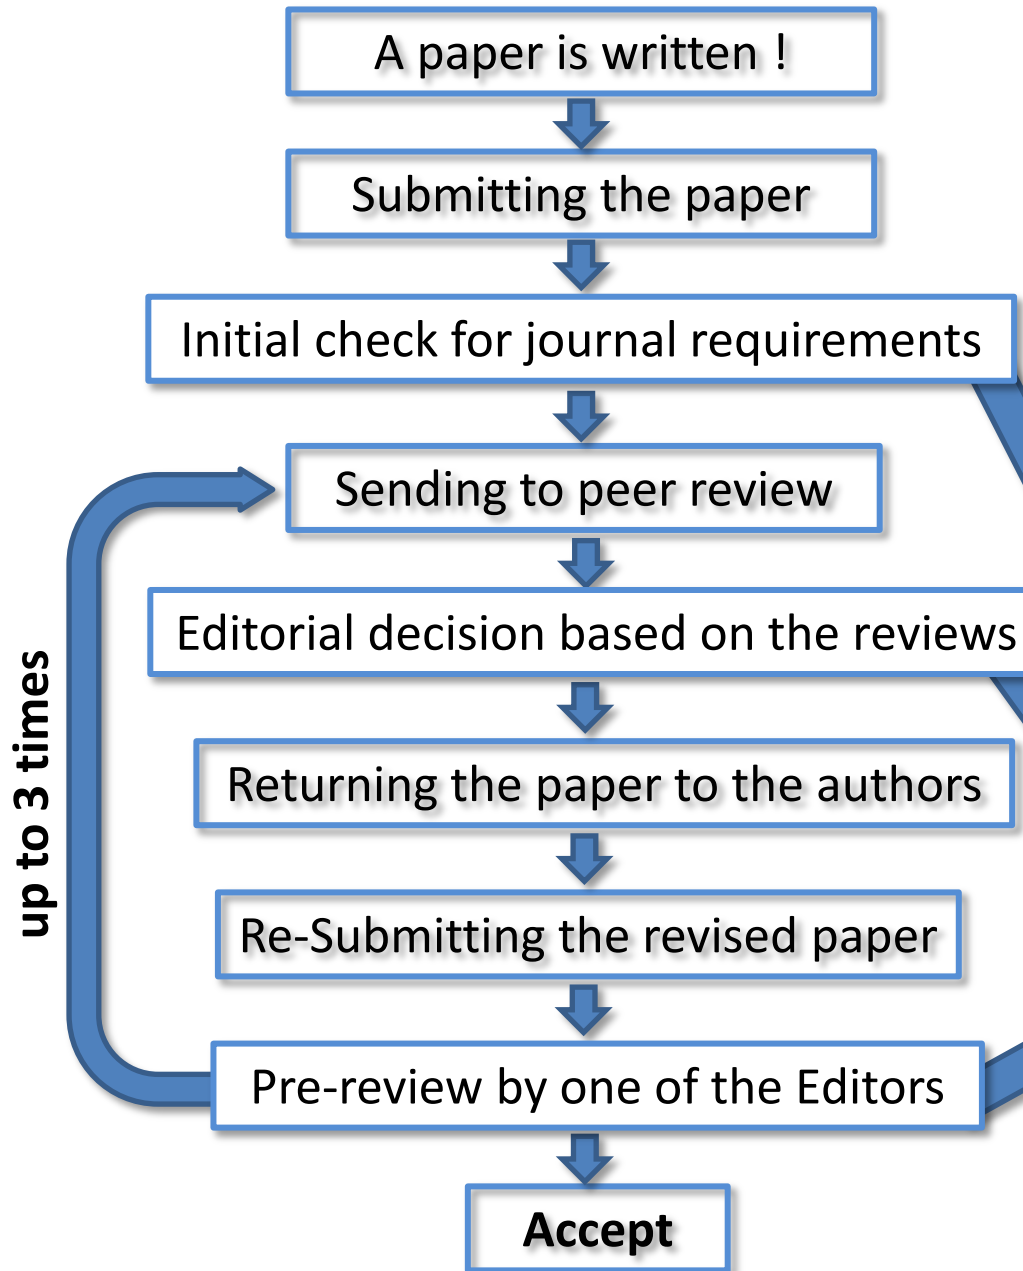 A paper is written !
Submitting the paper
Initial check for journal requirements
Sending to peer review
Editorial decision based on the reviews
Returning the paper to the authors
Re-Submitting the revised paper
Pre-review by one of the Editors
Accept
up to 3 times